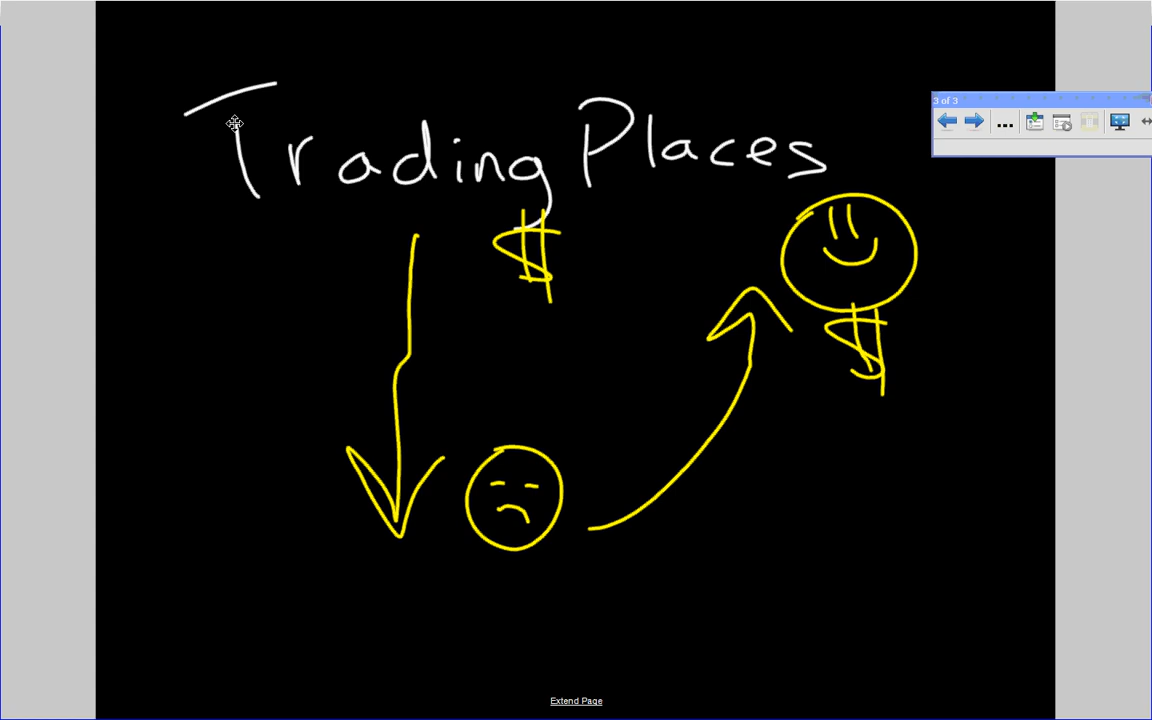 3 of 3
Trading Places
$
$
Extend Page